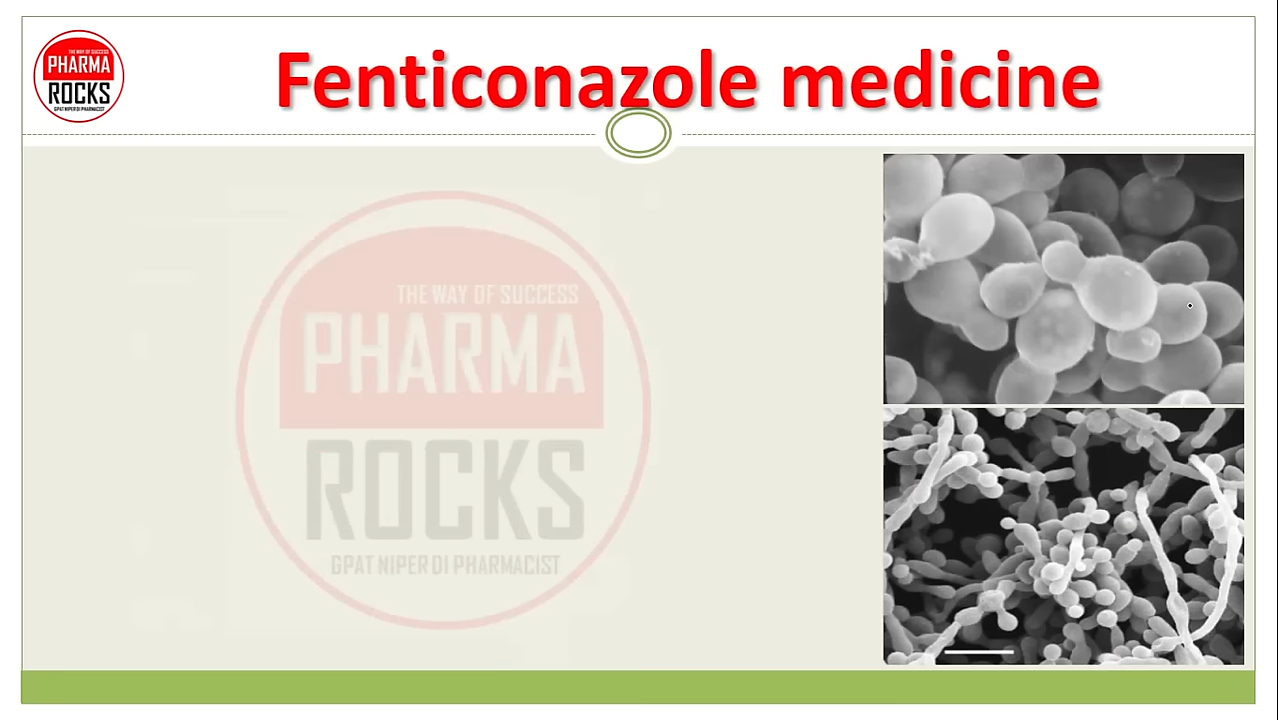 THE WAY OF SUCCESS
PHARMA
ROCKS
GPAT NIPER DI PHARMACIST
Fenticonazole medicine
THE WAY OF SUCCESS
PHARMA
ROCKS
GPAT NIPER DI PHARMACIST